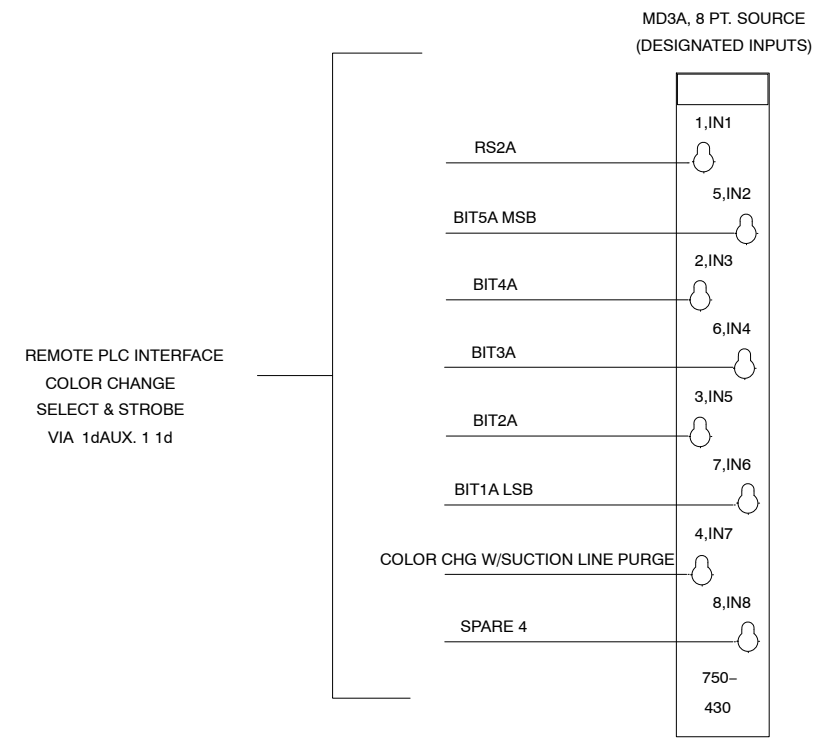 MD3A, 8 PT. SOURCE
(DESIGNATED INPUTS)
1,IN1
RS2A
5,IN2
BIT5A MSB
2,IN3
BIT4A
6,IN4
BIT3A
REMOTE PLC INTERFACE
COLOR CHANGE
SELECT & STROBE
VIA 1dAUX. 1 1d
3,IN5
BIT2A
7,IN6
BIT1A LSB
4,IN7
COLOR CHG W/SUCTION LINE PURGE
8,IN8
SPARE 4
750–
430